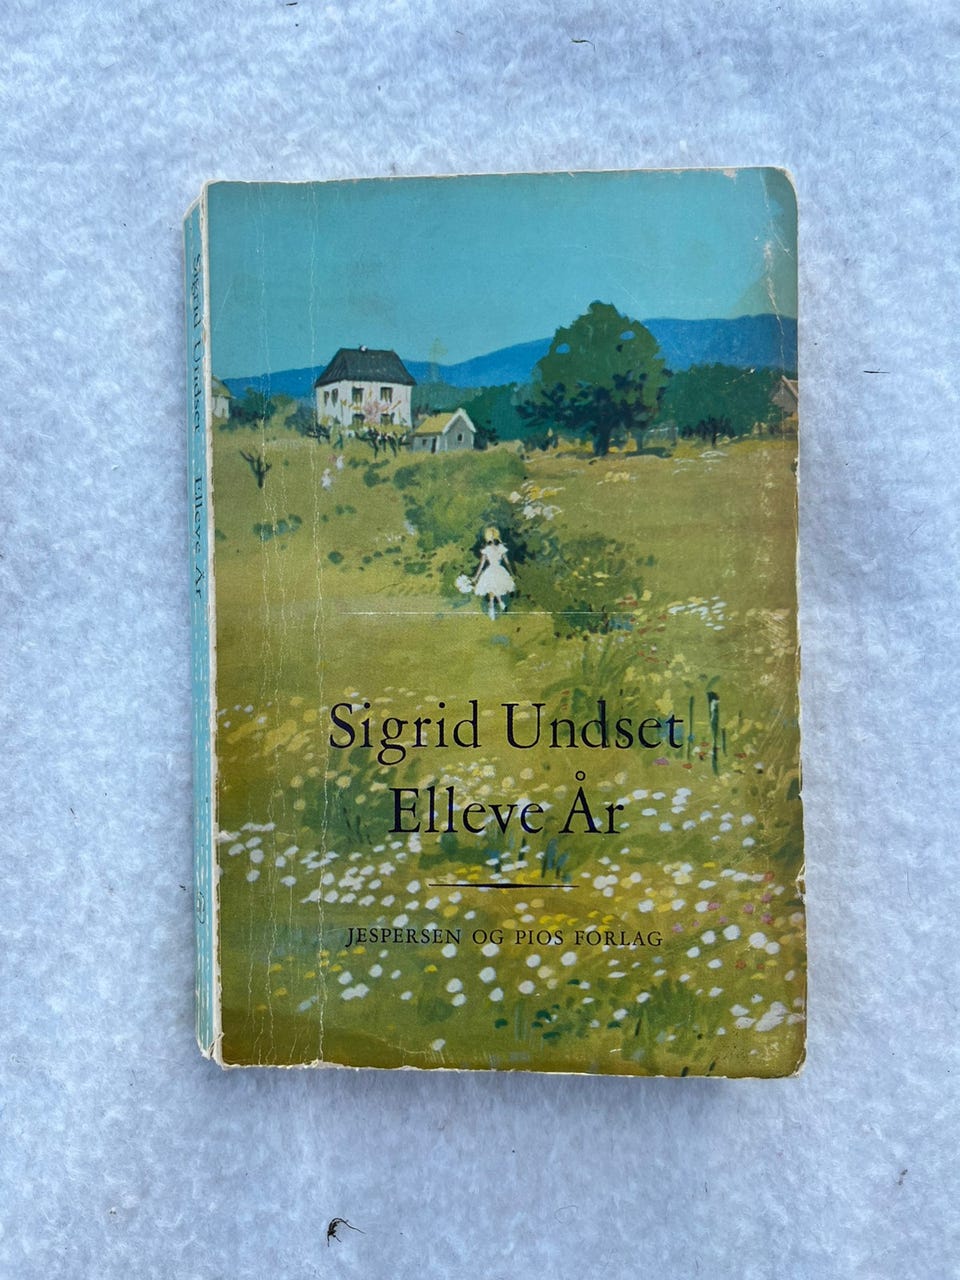 Sigrid Undset
Elleve År
JESPERSEN OG PIOS FORLAG
Sigrid Undset Elleve År